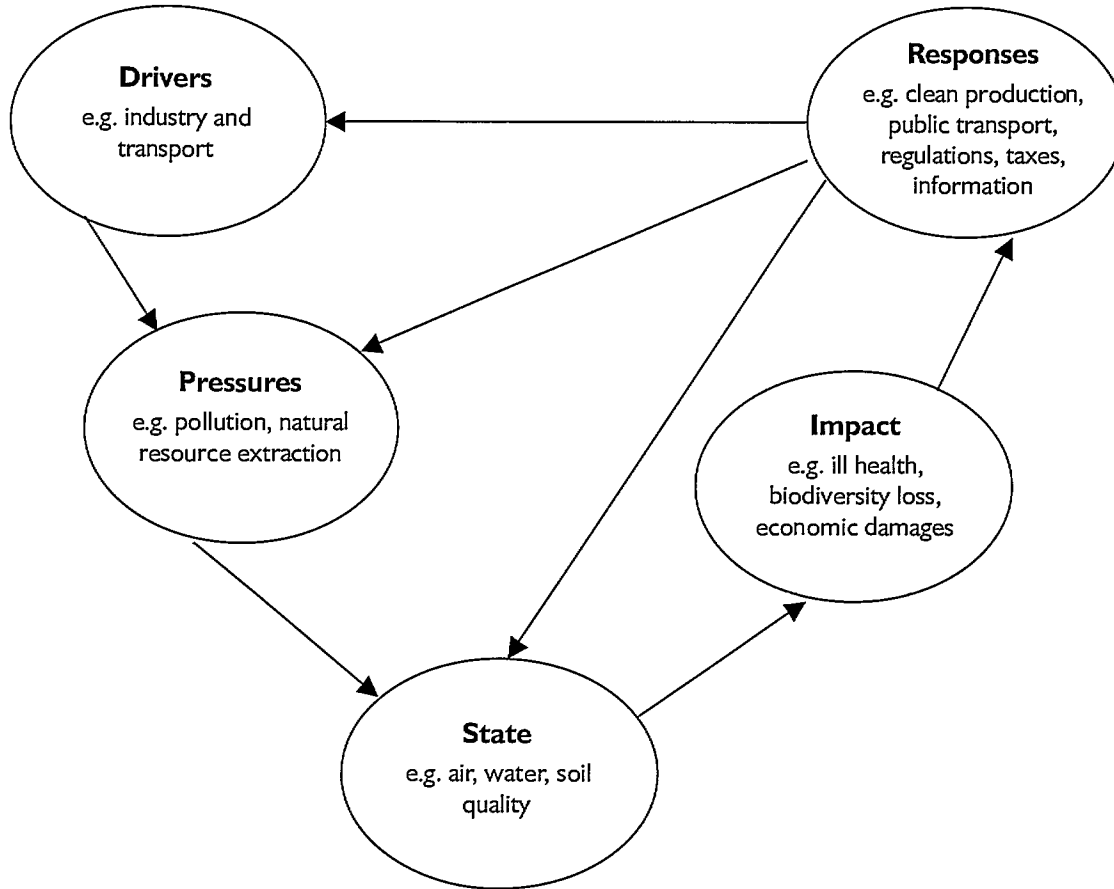 Drivers
e.g. industry and
transport
Responses
e.g. clean production,
public transport,
regulations, taxes,
information
Pressures
e.g. pollution, natural
resource extraction
Impact
e.g. ill health,
biodiversity loss,
economic damages
State
e.g. air, water, soil
quality